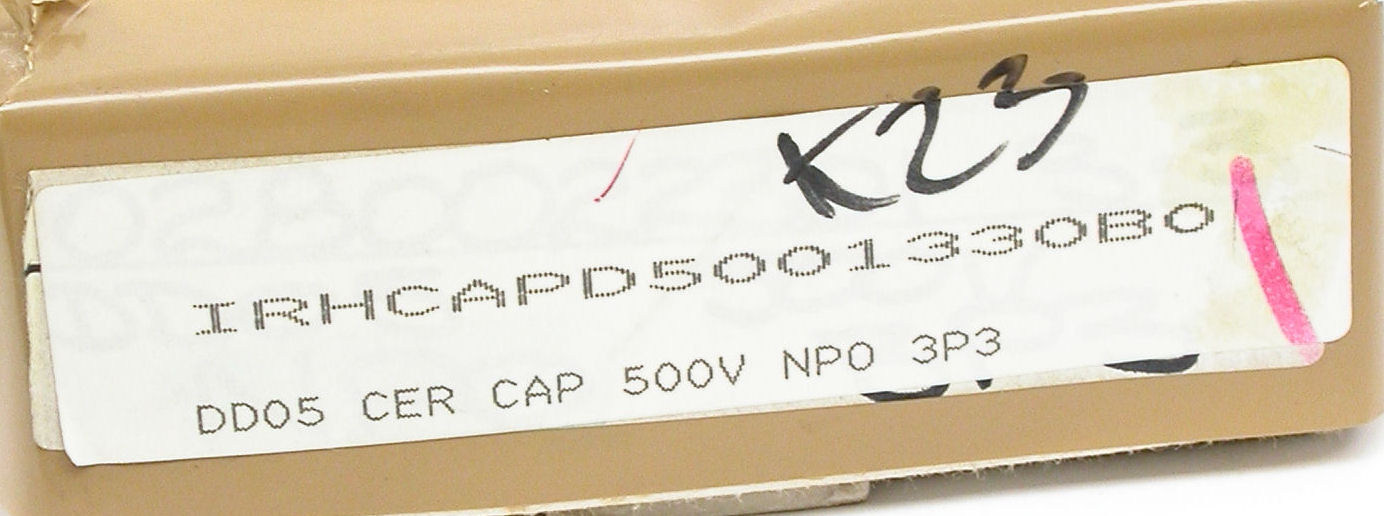 K23
IRHCAPD5001330B0
DD05 CER CAP 500V NPO 3P3